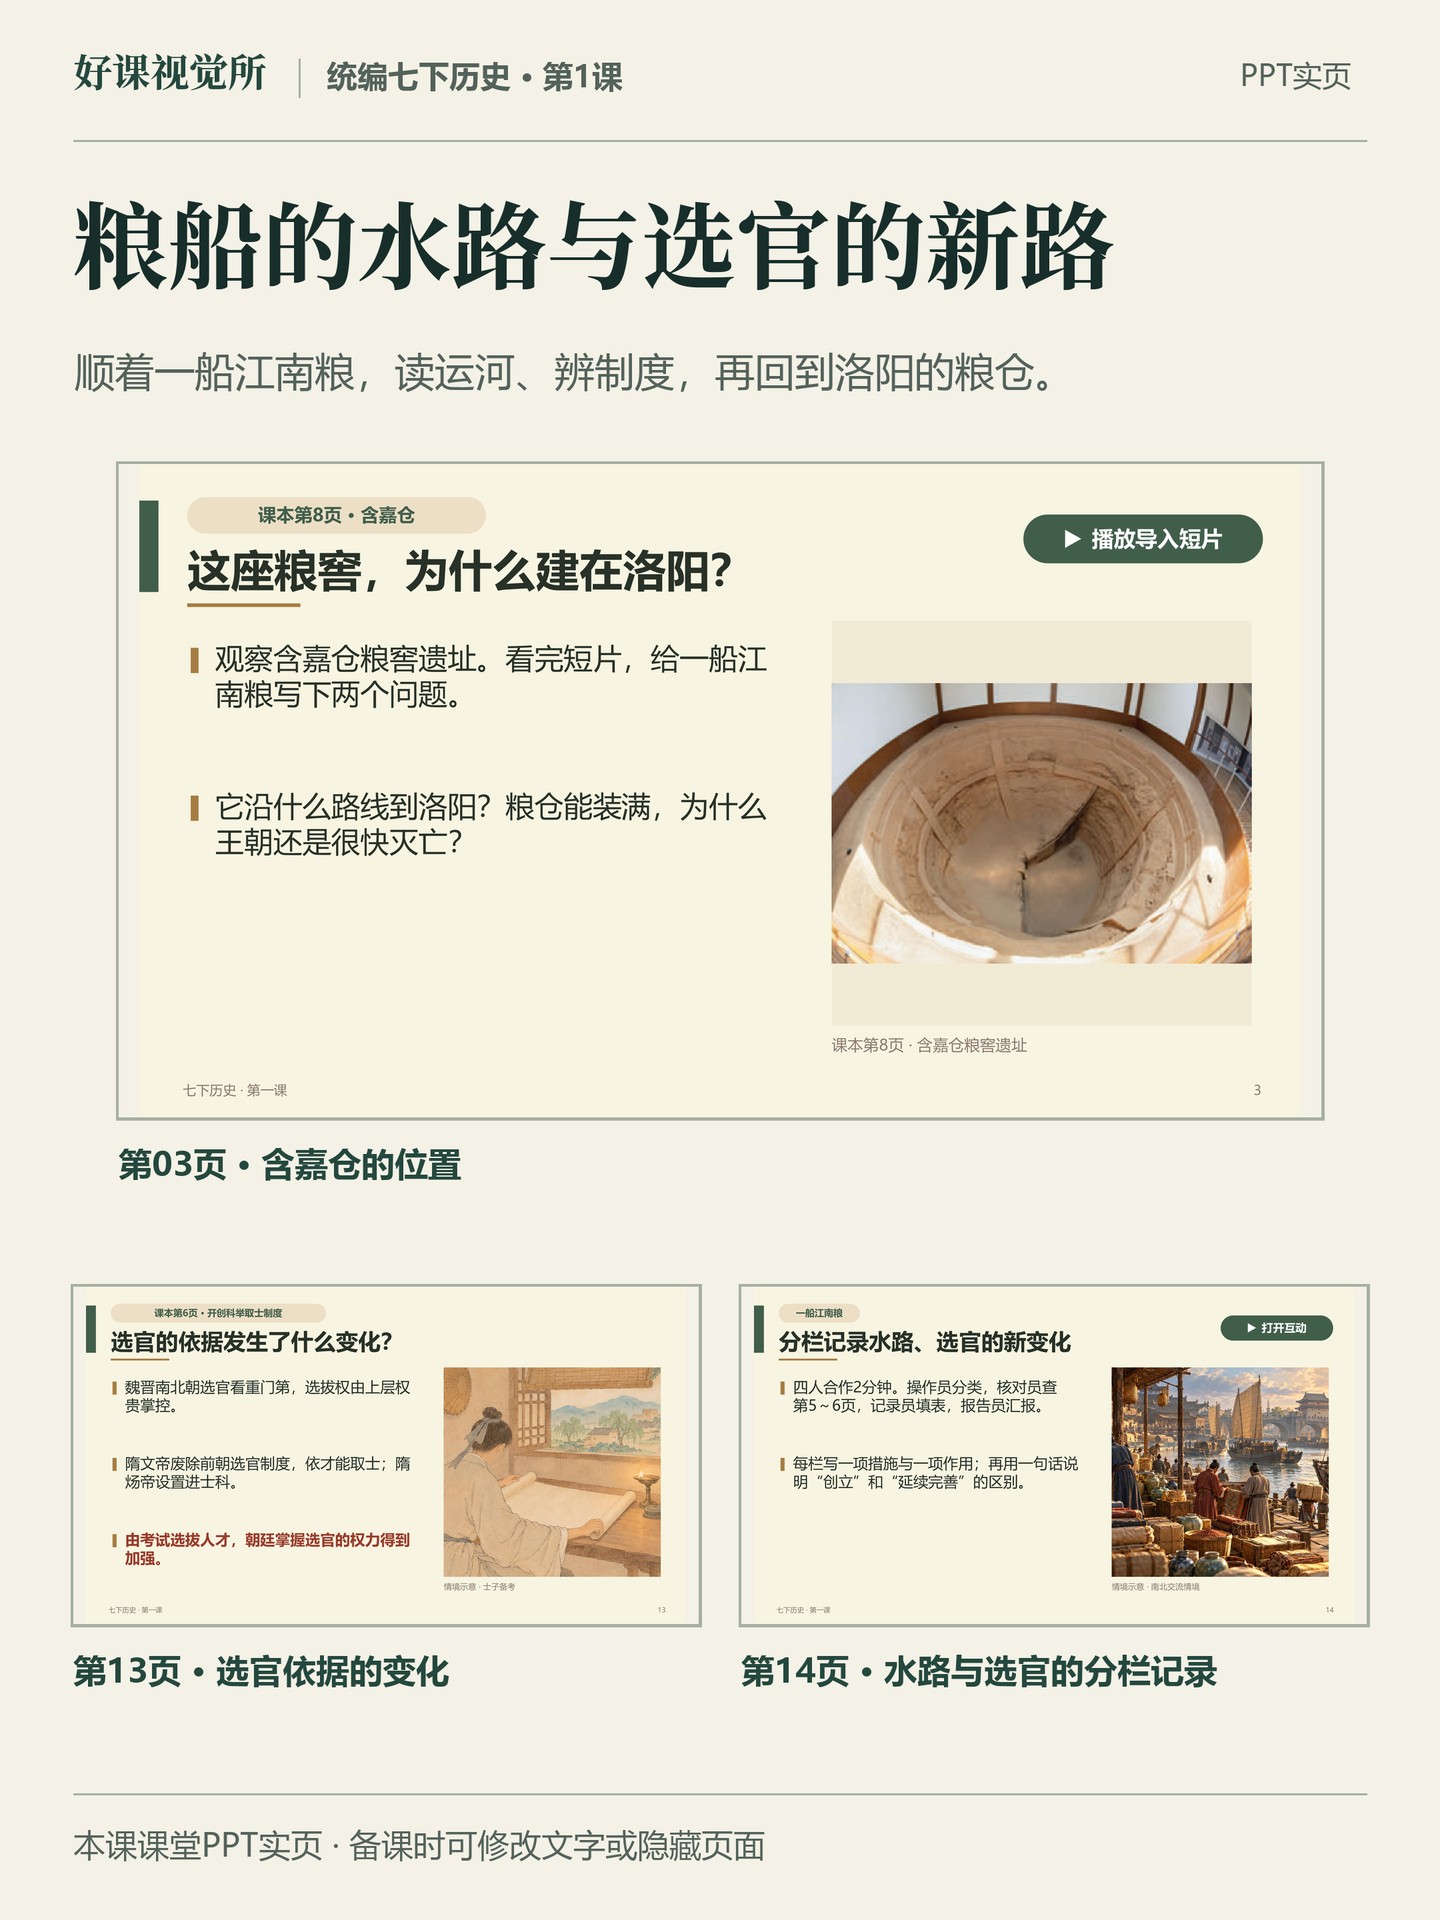 好课视觉所
统编七下历史·第1课
PPT实页
粮船的水路与选官的新路
顺着一船江南粮，读运河、辨制度，再回到洛阳的粮仓。
课本第8页·含嘉仓
这座粮窖，为什么建在洛阳？
▶ 播放导入短片
观察含嘉仓粮窖遗址。看完短片，给一船江
南粮写下两个问题。
它沿什么路线到洛阳？粮仓能装满，为什么
王朝还是很快灭亡？
课本第8页 · 含嘉仓粮窖遗址
七下历史 · 第一课
3
第03页·含嘉仓的位置
课本第6页·开创科举取士制度
选官的依据发生了什么变化？
魏晋南北朝选官看重门第，选拔权由上层权
贵掌控。
隋文帝废除前朝选官制度，依才能取士；隋
炀帝设置进士科。
由考试选拔人才，朝廷掌握选官的权力得到
加强。
情境示意 · 士子备考
七下历史 · 第一课
13
第13页·选官依据的变化
一船江南粮
分栏记录水路、选官的新变化
▶ 打开互动
四人合作2分钟。操作员分类，核对员查
第5～6页，记录员填表，报告员汇报。
每栏写一项措施与一项作用；再用一句话说
明“创立”和“延续完善”的区别。
情境示意 · 南北交流情境
七下历史 · 第一课
14
第14页·水路与选官的分栏记录
本课课堂PPT实页 · 备课时可修改文字或隐藏页面